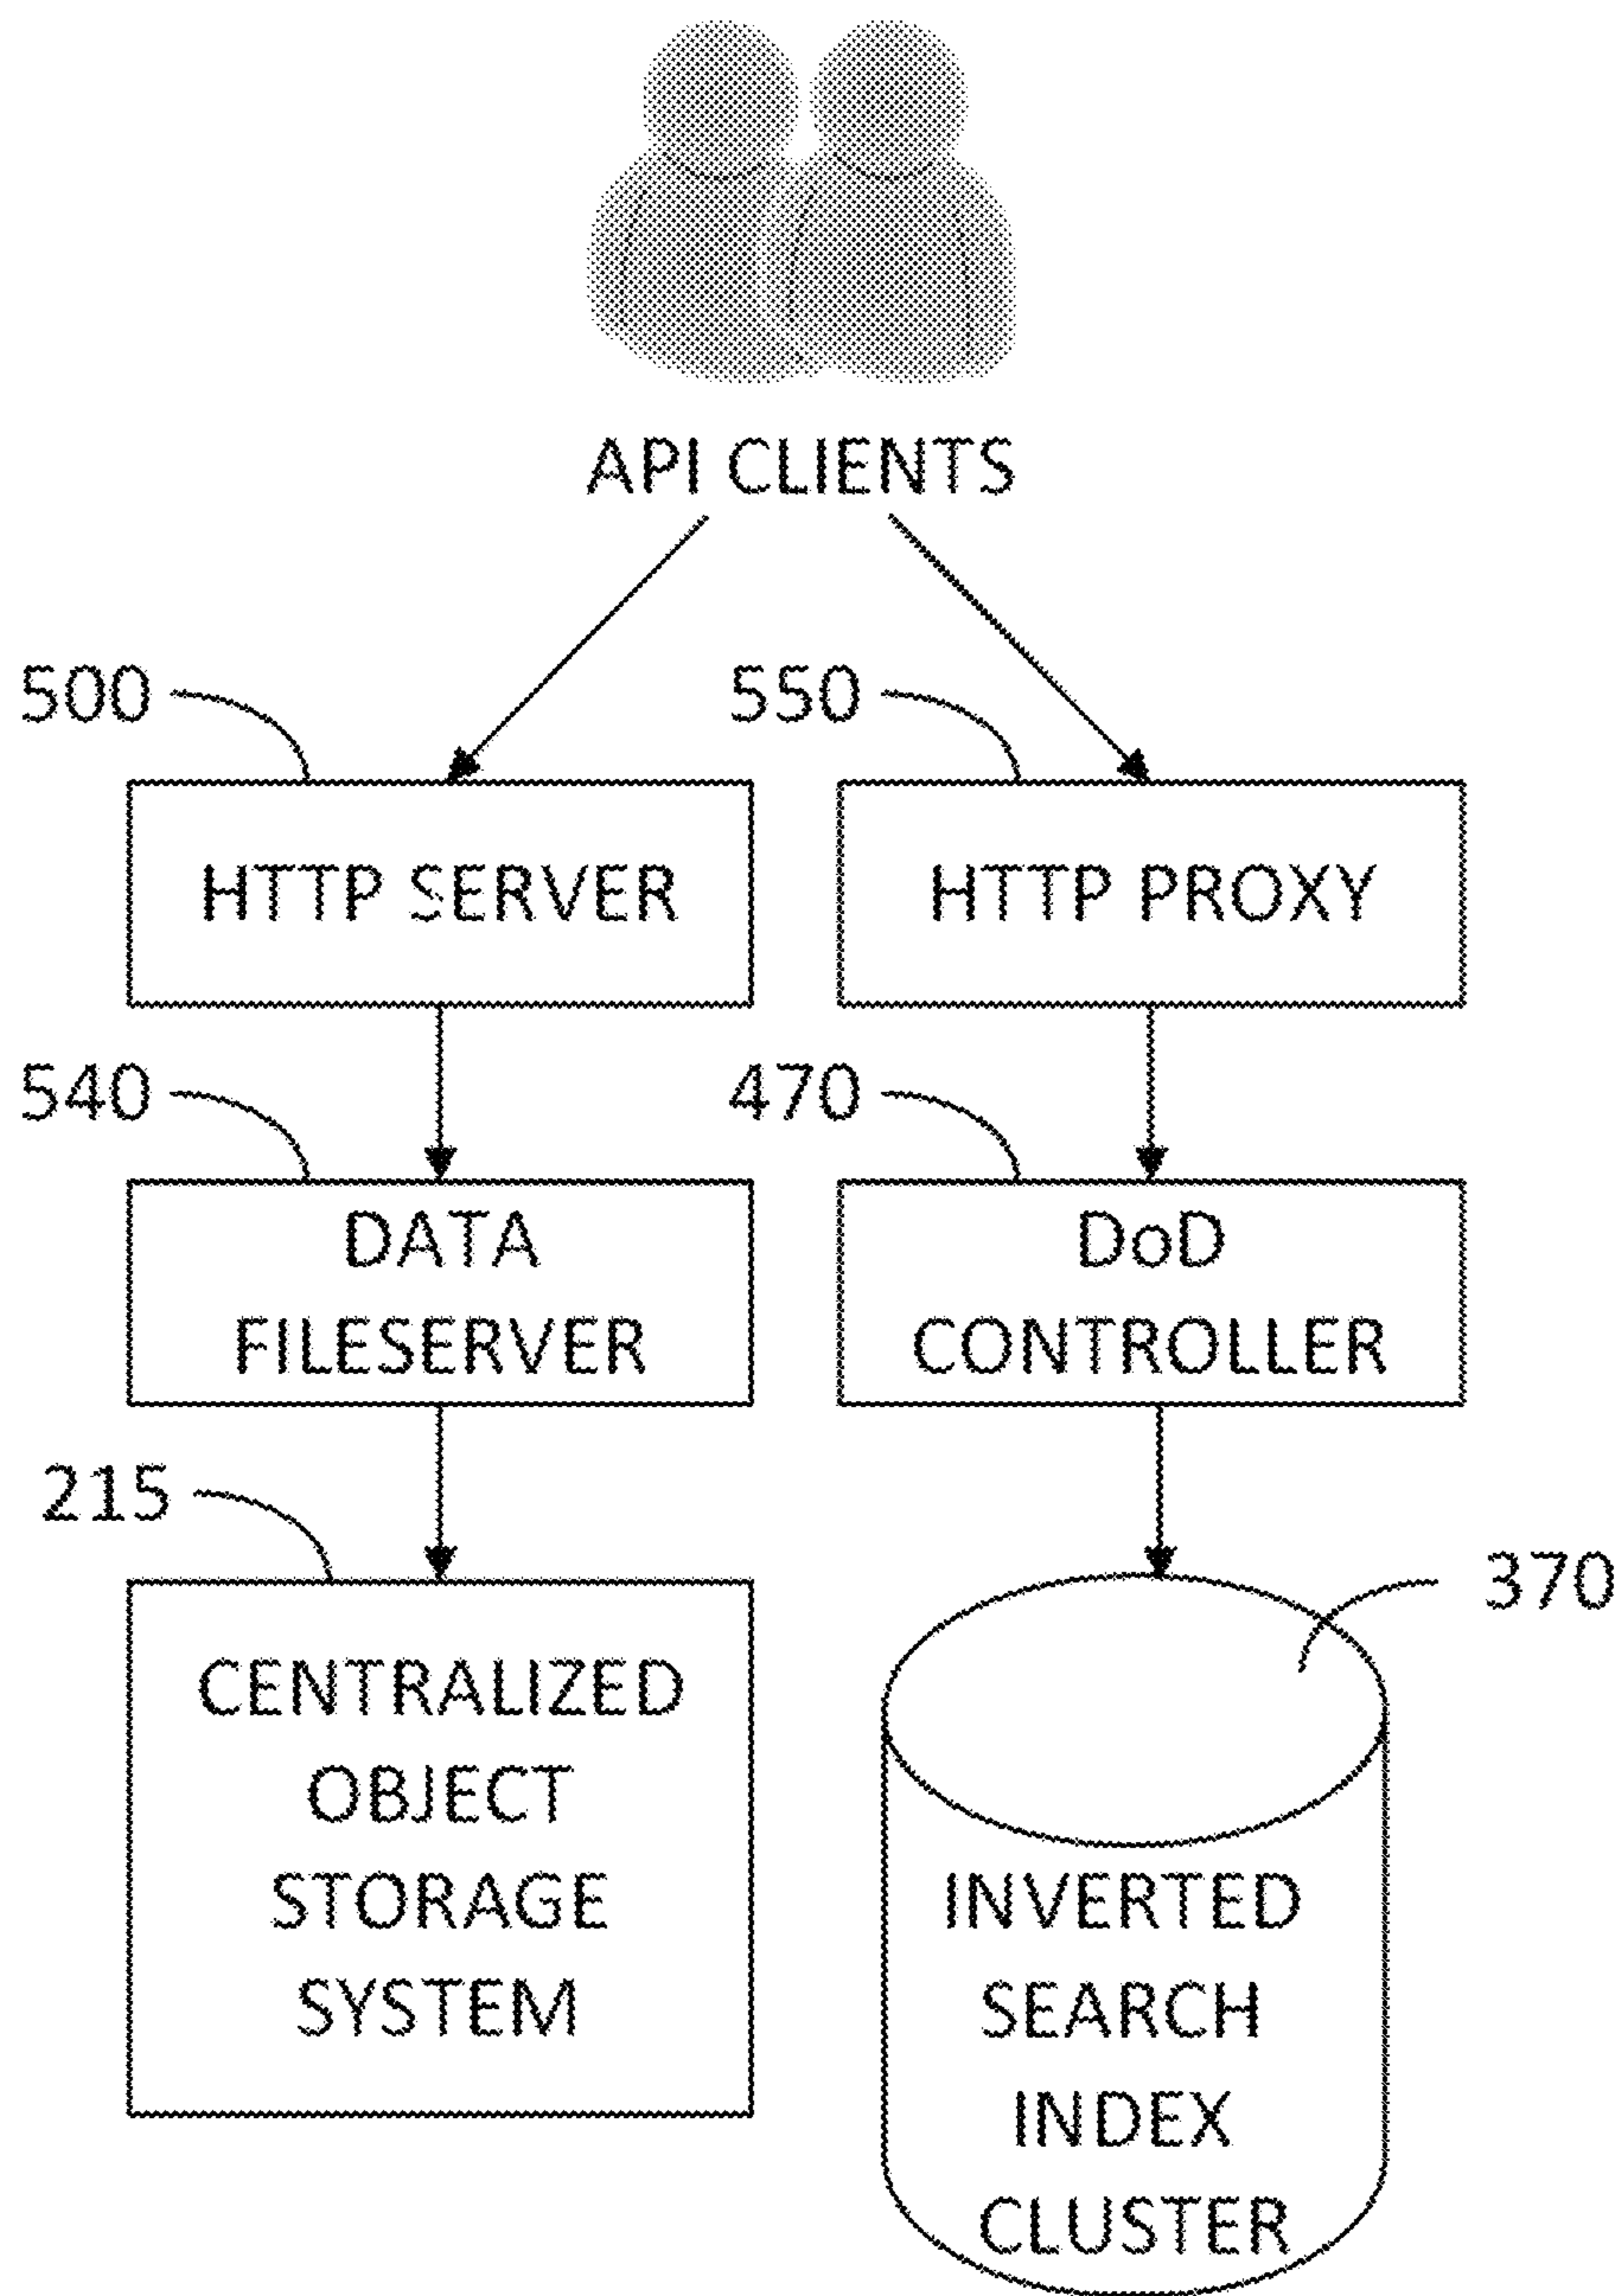 API CLIENTS
500
550
HTTP SERVER
HTTP PROXY
540
470
DATA
FILESERVER
DoD
CONTROLLER
215
370
CENTRALIZED
OBJECT
STORAGE
SYSTEM
INVERTED
SEARCH
INDEX
CLUSTER